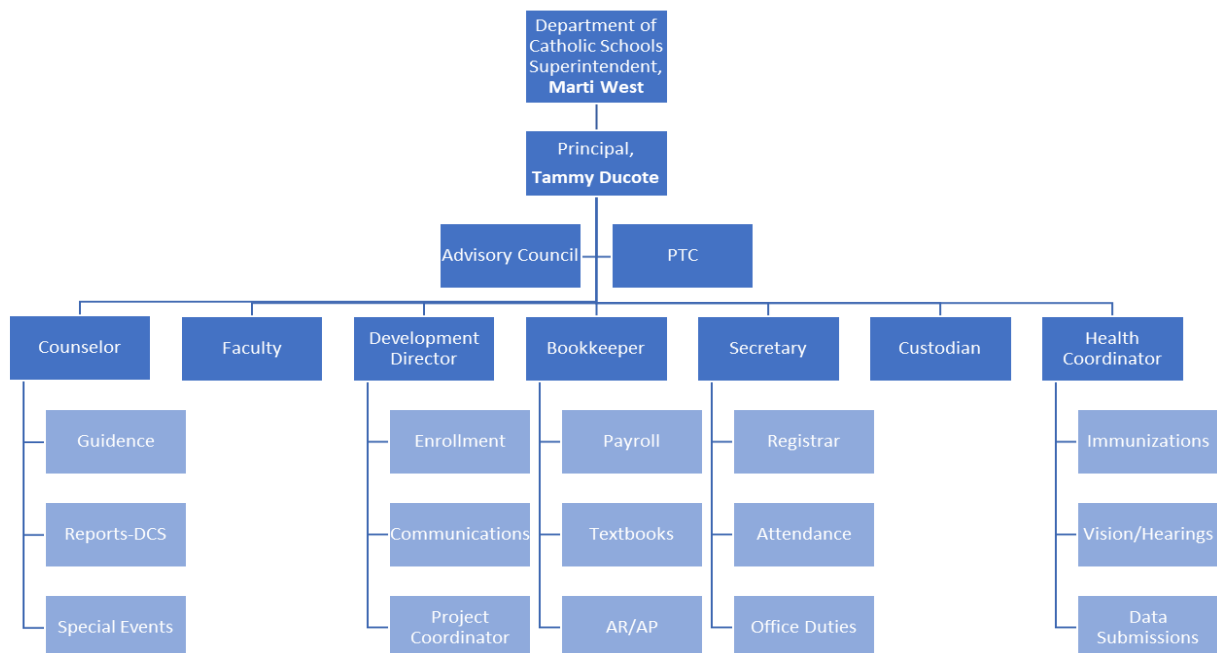 Department of
Catholic Schools
Superintendent,
Marti West
Principal,
Tammy Ducote
Advisory Council
PTC
Counselor
Faculty
Development
Director
Bookkeeper
Secretary
Custodian
Health
Coordinator
Guidence
Enrollment
Payroll
Registrar
Immunizations
Reports-DCS
Communications
Textbooks
Attendance
Vision/Hearings
Special Events
Project
Coordinator
AR/AP
Office Duties
Data
Submissions